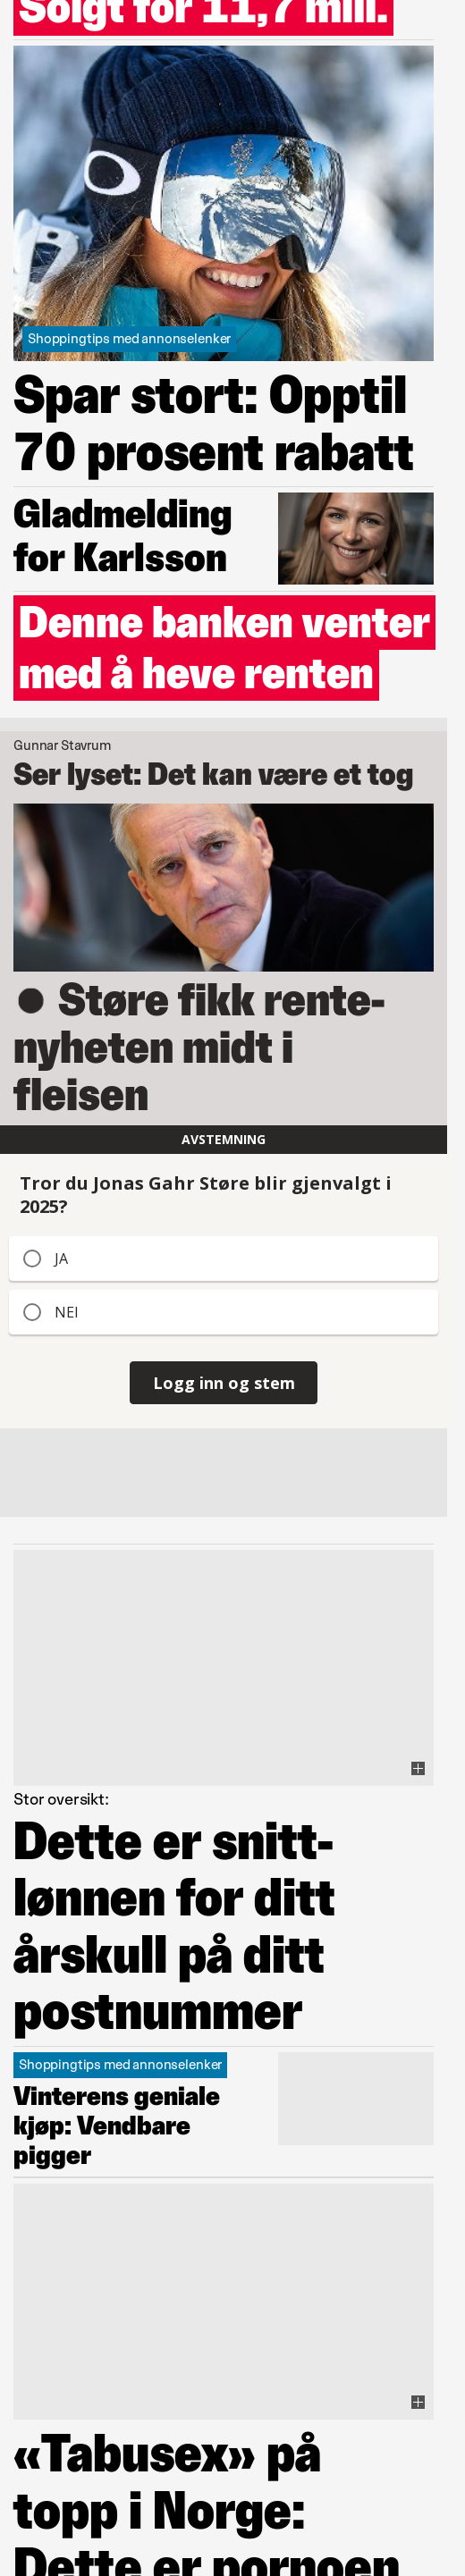 Solgt for 11,7 mill.
Shoppingtips med annonselenker
Spar stort: Opptil
70 prosent rabatt
Gladmelding
for Karlsson
Denne banken venter
med å heve renten
Gunnar Stavrum
Ser lyset: Det kan være et tog
● Støre fikk rente-
nyheten midt i
fleisen
AVSTEMNING
Tror du Jonas Gahr Støre blir gjenvalgt i
2025?
JA
NEI
Logg inn og stem
Stor oversikt:
Dette er snitt-
lønnen for ditt
årskull på ditt
postnummer
Shoppingtips med annonselenker
Vinterens geniale
kjøp: Vendbare
pigger
«Tabusex» på
topp i Norge:
Dette er pornoen